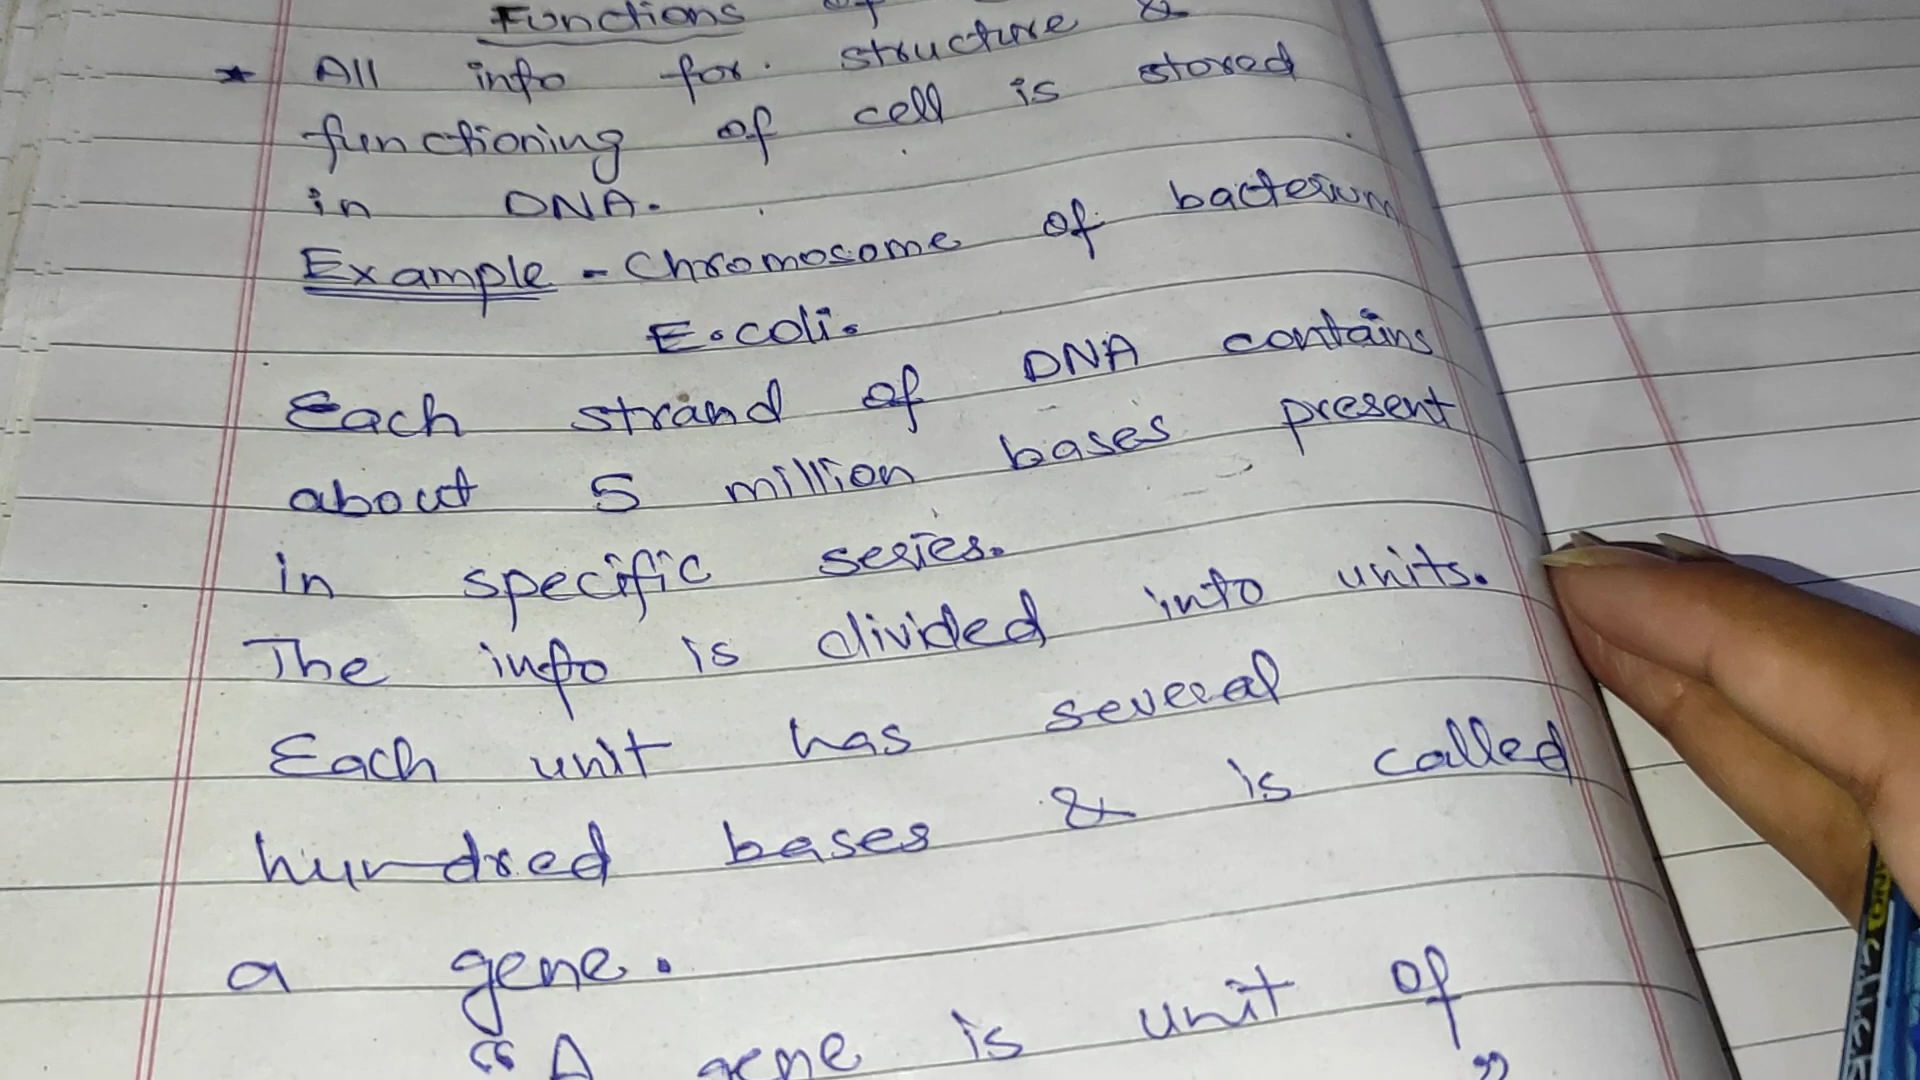 Functions of
* All info for structure &
functioning of cell is stored
in DNA.
Example - Chromosome of bacterium
E.coli.
Each strand of DNA contains
about 5 million bases present
in specific series.
The info is divided into units.
Each unit has several
hundred bases & is called
a gene.
"A gene is unit of
"